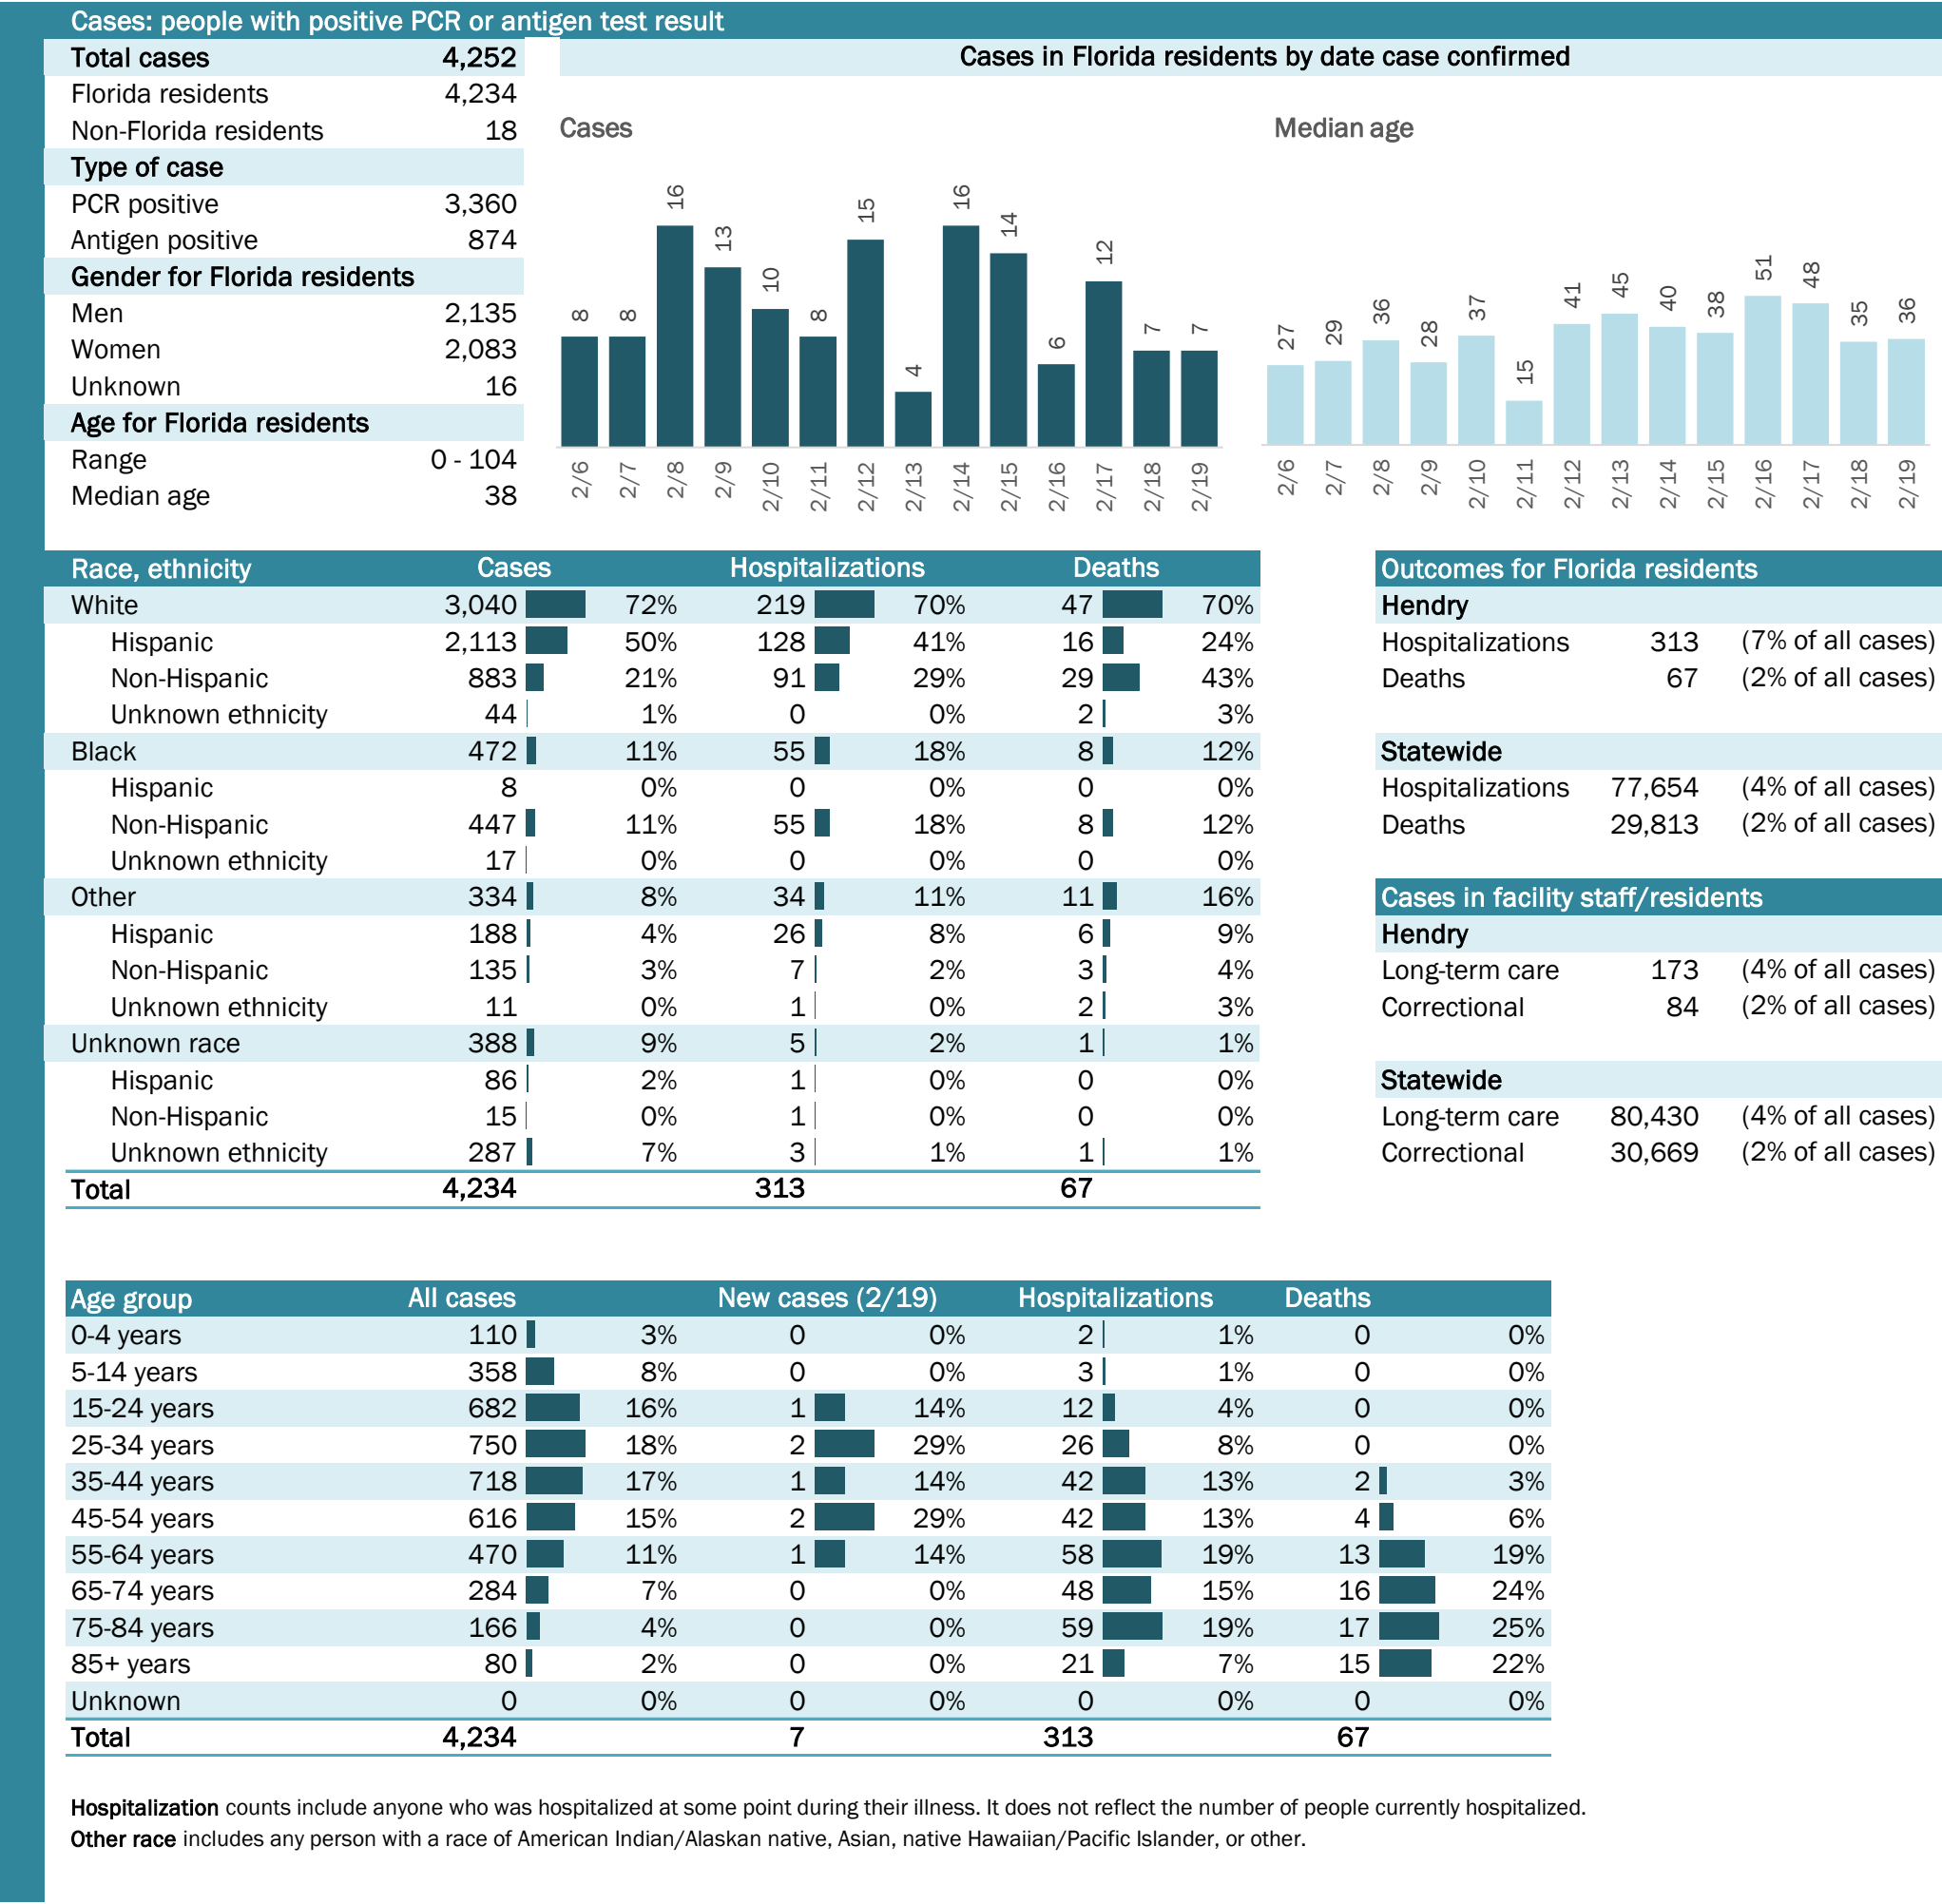 Cases: people with positive PCR or antigen test result
Total cases 4,252
Florida residents 4,234
Non-Florida residents 18
Type of case
PCR positive 3,360
Antigen positive 874
Gender for Florida residents
Men 2,135
Women 2,083
Unknown 16
Age for Florida residents
Range 0 - 104
Median age 38
Cases in Florida residents by date case confirmed
Cases
8 8 16 13 10 8 15 4 16 14 6 12 7 7
2/6 2/7 2/8 2/9 2/10 2/11 2/12 2/13 2/14 2/15 2/16 2/17 2/18 2/19
Median age
27 29 36 28 37 15 41 45 40 38 51 48 35 36
2/6 2/7 2/8 2/9 2/10 2/11 2/12 2/13 2/14 2/15 2/16 2/17 2/18 2/19
Race, ethnicity Cases Hospitalizations Deaths
White 3,040 72% 219 70% 47 70%
Hispanic 2,113 50% 128 41% 16 24%
Non-Hispanic 883 21% 91 29% 29 43%
Unknown ethnicity 44 1% 0 0% 2 3%
Black 472 11% 55 18% 8 12%
Hispanic 8 0% 0 0% 0 0%
Non-Hispanic 447 11% 55 18% 8 12%
Unknown ethnicity 17 0% 0 0% 0 0%
Other 334 8% 34 11% 11 16%
Hispanic 188 4% 26 8% 6 9%
Non-Hispanic 135 3% 7 2% 3 4%
Unknown ethnicity 11 0% 1 0% 2 3%
Unknown race 388 9% 5 2% 1 1%
Hispanic 86 2% 1 0% 0 0%
Non-Hispanic 15 0% 1 0% 0 0%
Unknown ethnicity 287 7% 3 1% 1 1%
Total 4,234 313 67
Outcomes for Florida residents
Hendry
Hospitalizations 313 (7% of all cases)
Deaths 67 (2% of all cases)
Statewide
Hospitalizations 77,654 (4% of all cases)
Deaths 29,813 (2% of all cases)
Cases in facility staff/residents
Hendry
Long-term care 173 (4% of all cases)
Correctional 84 (2% of all cases)
Statewide
Long-term care 80,430 (4% of all cases)
Correctional 30,669 (2% of all cases)
Age group All cases New cases (2/19) Hospitalizations Deaths
0-4 years 110 3% 0 0% 2 1% 0 0%
5-14 years 358 8% 0 0% 3 1% 0 0%
15-24 years 682 16% 1 14% 12 4% 0 0%
25-34 years 750 18% 2 29% 26 8% 0 0%
35-44 years 718 17% 1 14% 42 13% 2 3%
45-54 years 616 15% 2 29% 42 13% 4 6%
55-64 years 470 11% 1 14% 58 19% 13 19%
65-74 years 284 7% 0 0% 48 15% 16 24%
75-84 years 166 4% 0 0% 59 19% 17 25%
85+ years 80 2% 0 0% 21 7% 15 22%
Unknown 0 0% 0 0% 0 0% 0 0%
Total 4,234 7 313 67
Hospitalization counts include anyone who was hospitalized at some point during their illness. It does not reflect the number of people currently hospitalized.
Other race includes any person with a race of American Indian/Alaskan native, Asian, native Hawaiian/Pacific Islander, or other.